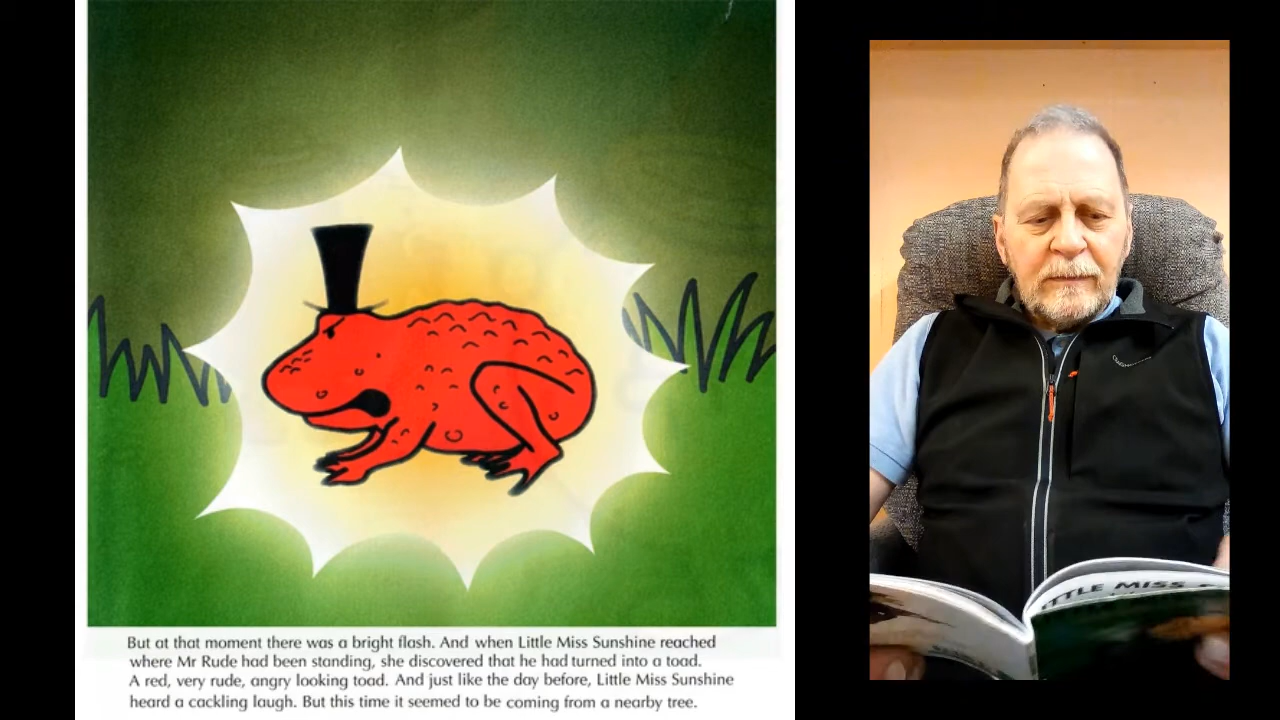 But at that moment there was a bright flash. And when Little Miss Sunshine reached
where Mr Rude had been standing, she discovered that he had turned into a toad.
A red, very rude, angry looking toad. And just like the day before, Little Miss Sunshine
heard a cackling laugh. But this time it seemed to be coming from a nearby tree.
LITTLE MISS